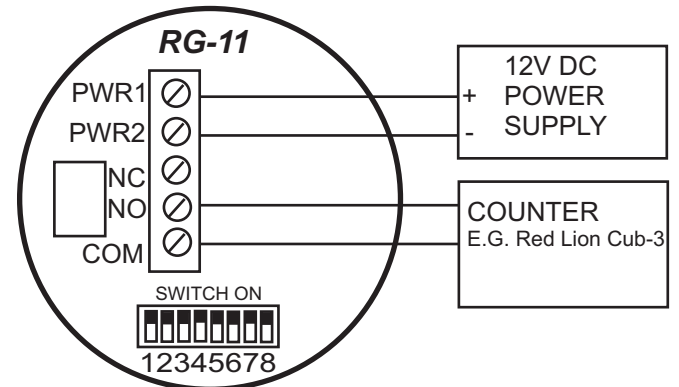 RG-11
PWR1
PWR2
NC
NO
COM
SWITCH ON
12345678
12V DC
+ POWER
- SUPPLY
COUNTER
E.G. Red Lion Cub-3